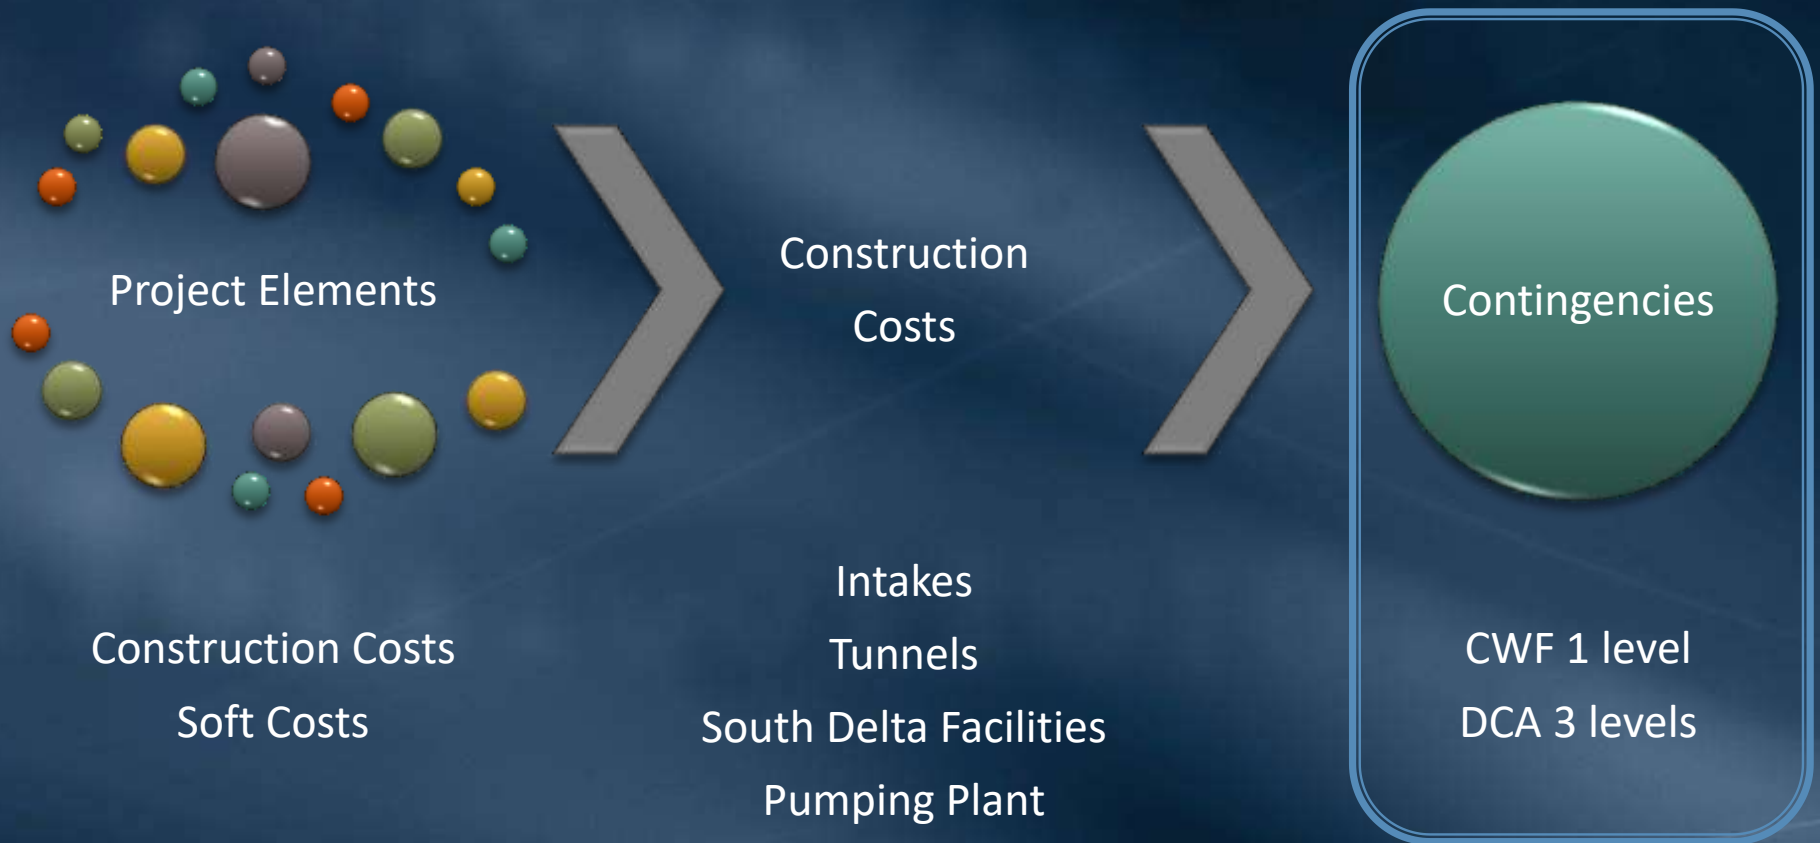 Project Elements
Construction Costs
Soft Costs
Construction
Costs
Intakes
Tunnels
South Delta Facilities
Pumping Plant
Contingencies
CWF 1 level
DCA 3 levels